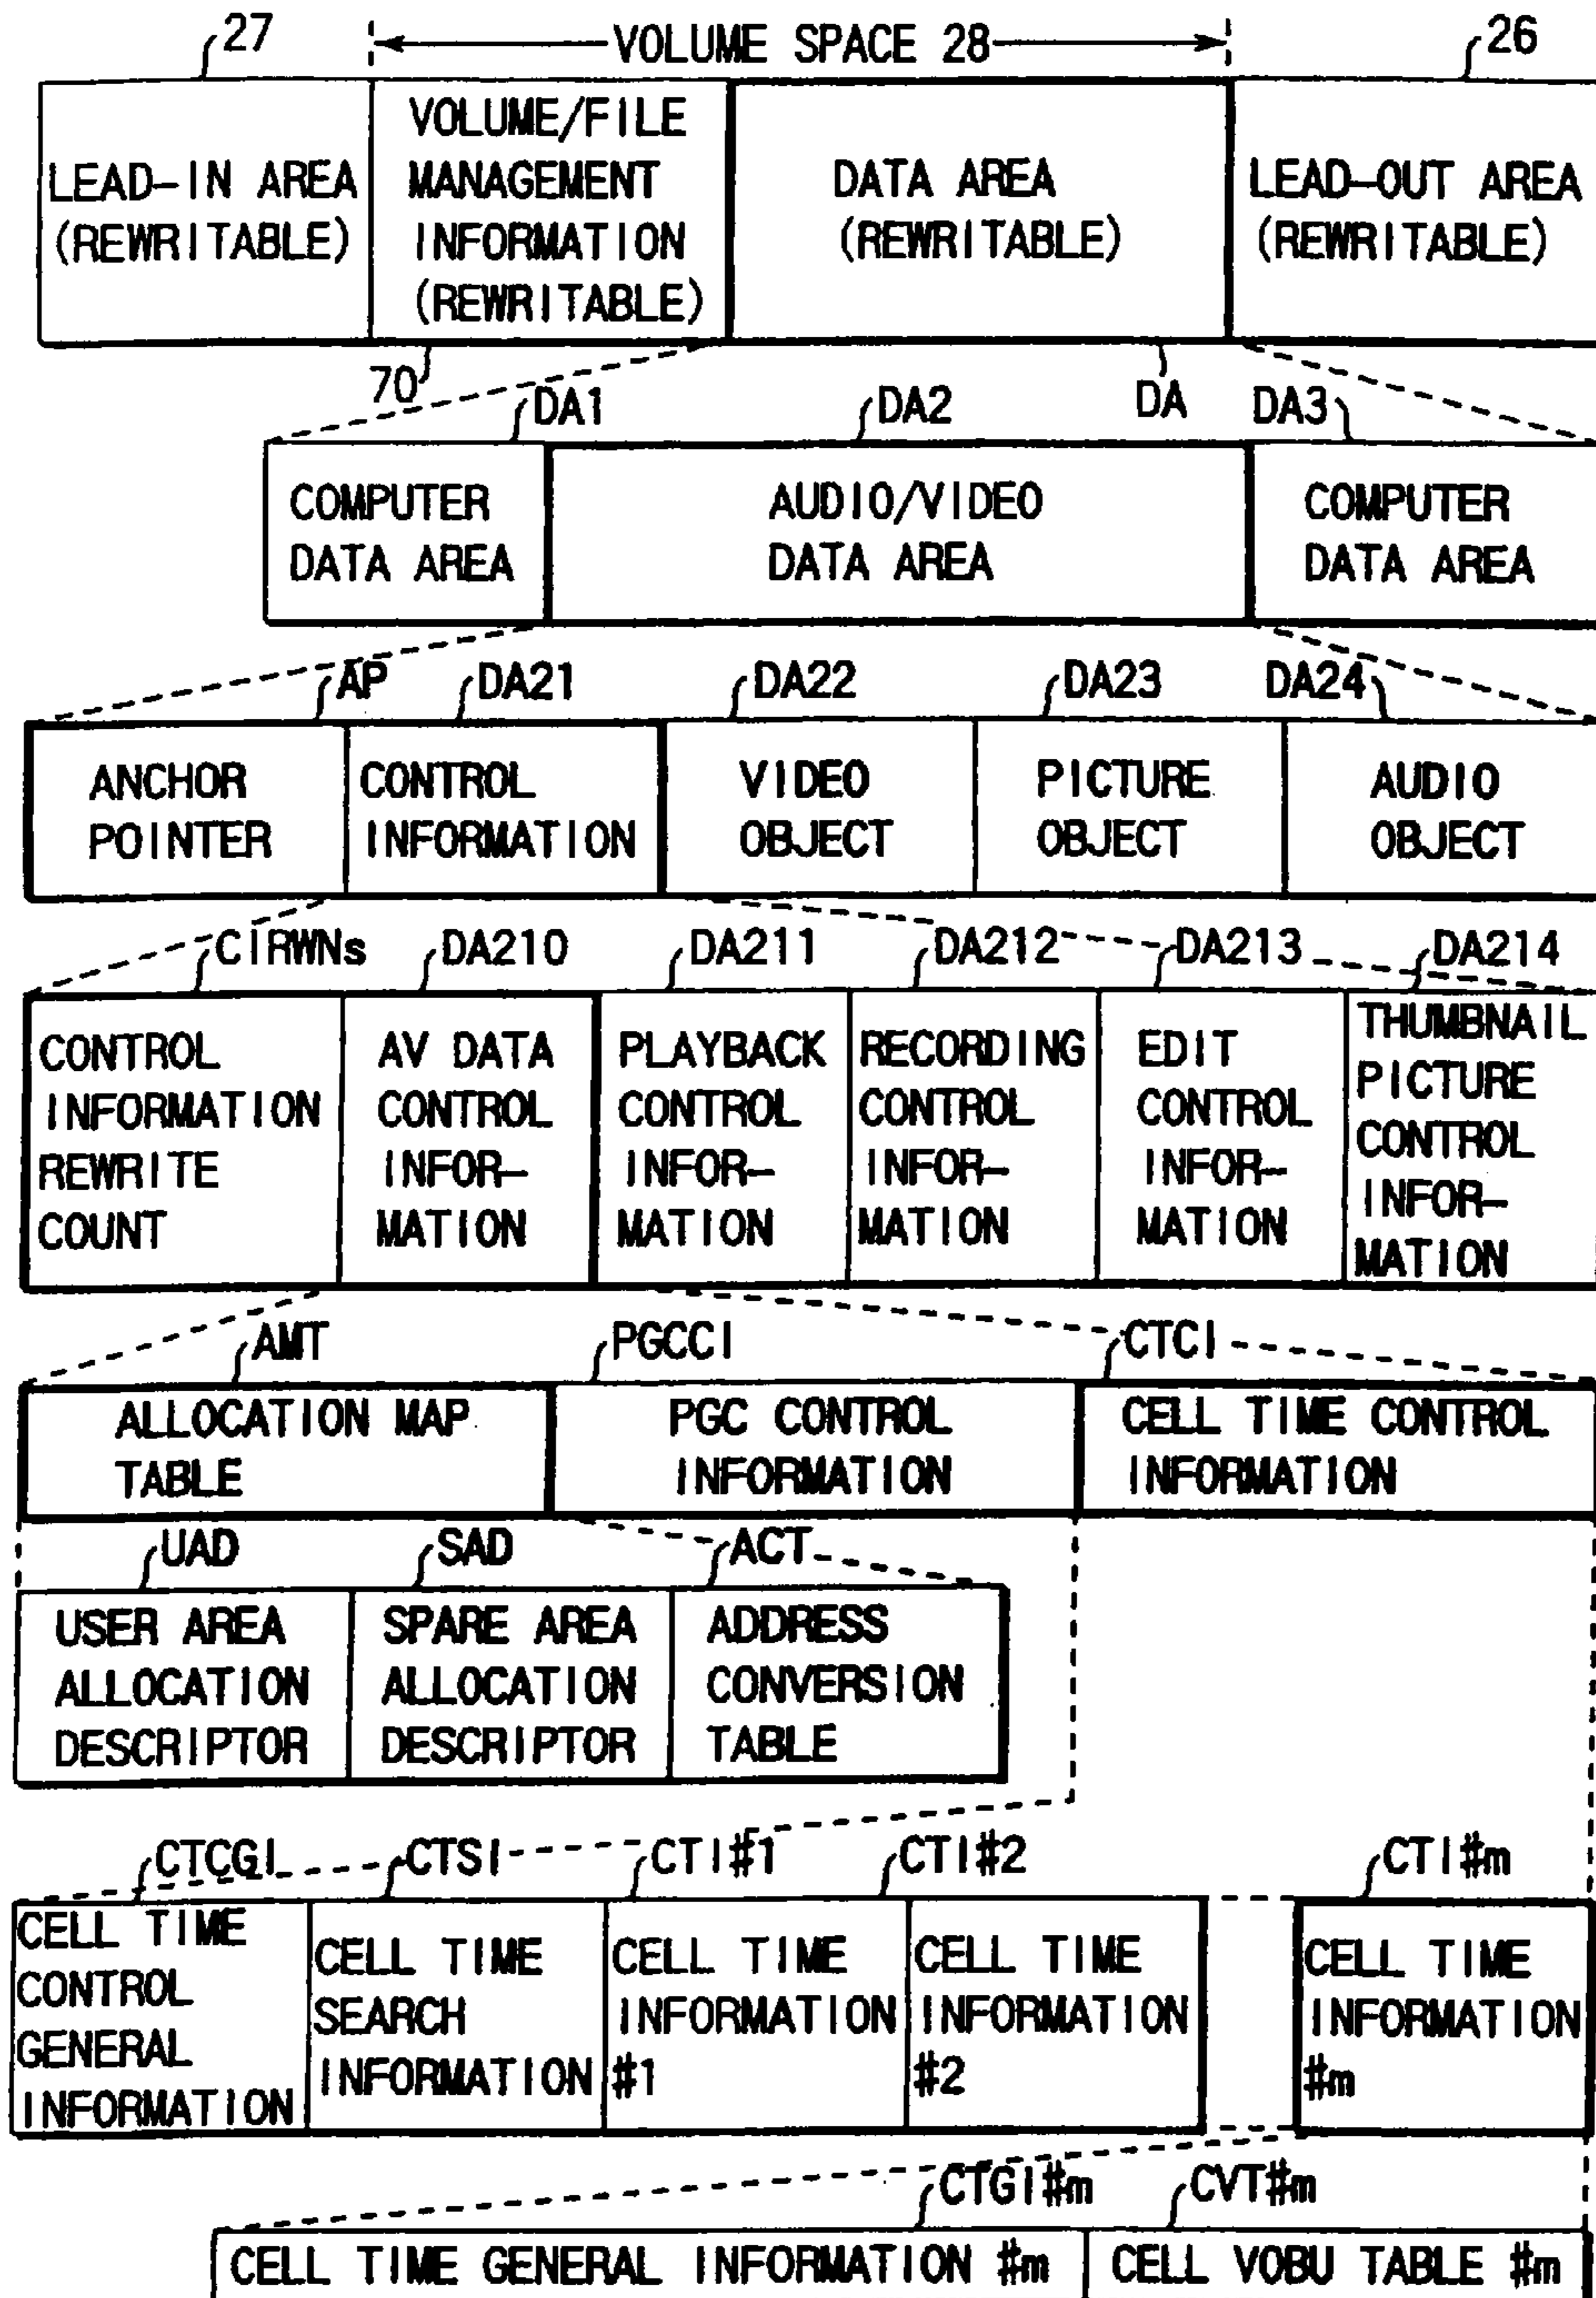 27
VOLUME SPACE 28
26
LEAD-IN AREA
(REWRITABLE)
VOLUME/FILE
MANAGEMENT
INFORMATION
(REWRITABLE)
DATA AREA
(REWRITABLE)
LEAD-OUT AREA
(REWRITABLE)
70
DA
DA1
DA2
DA3
COMPUTER
DATA AREA
AUDIO/VIDEO
DATA AREA
COMPUTER
DATA AREA
AP
DA21
DA22
DA23
DA24
ANCHOR
POINTER
CONTROL
INFORMATION
VIDEO
OBJECT
PICTURE
OBJECT
AUDIO
OBJECT
CIRWNs
DA210
DA211
DA212
DA213
DA214
CONTROL
INFORMATION
REWRITE
COUNT
AV DATA
CONTROL
INFOR-
MATION
PLAYBACK
CONTROL
INFOR-
MATION
RECORDING
CONTROL
INFOR-
MATION
EDIT
CONTROL
INFOR-
MATION
THUMBNAIL
PICTURE
CONTROL
INFOR-
MATION
AMT
PGCCI
CTCI
ALLOCATION MAP
TABLE
PGC CONTROL
INFORMATION
CELL TIME CONTROL
INFORMATION
UAD
SAD
ACT
USER AREA
ALLOCATION
DESCRIPTOR
SPARE AREA
ALLOCATION
DESCRIPTOR
ADDRESS
CONVERSION
TABLE
CTCGI
CTSI
CTI#1
CTI#2
CTI#m
CELL TIME
CONTROL
GENERAL
INFORMATION
CELL TIME
SEARCH
INFORMATION
CELL TIME
INFORMATION
#1
CELL TIME
INFORMATION
#2
CELL TIME
INFORMATION
#m
CTGI#m
CVT#m
CELL TIME GENERAL INFORMATION #m
CELL VOBU TABLE #m